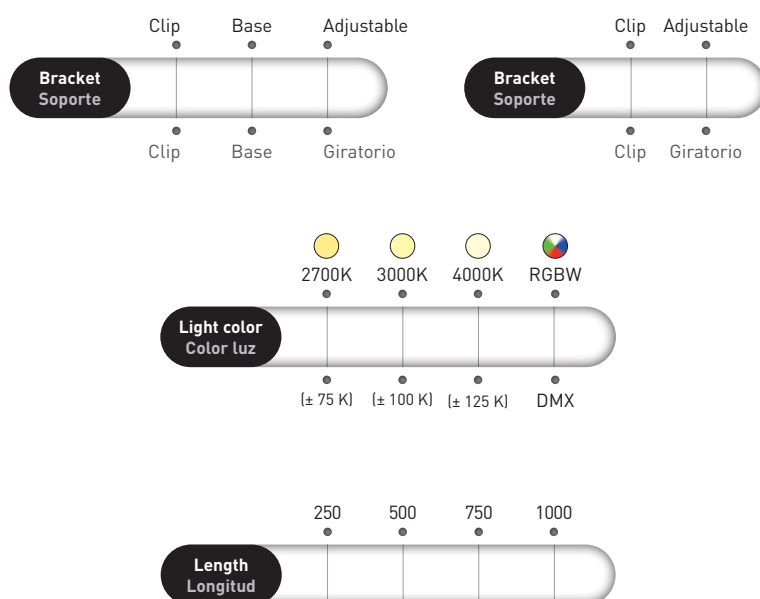 Clip Base Adjustable
Bracket
Soporte
Clip Base Giratorio
Clip Adjustable
Bracket
Soporte
Clip Giratorio
2700K 3000K 4000K RGBW
Light color
Color luz
(± 75 K) (± 100 K) (± 125 K) DMX
250 500 750 1000
Length
Longitud